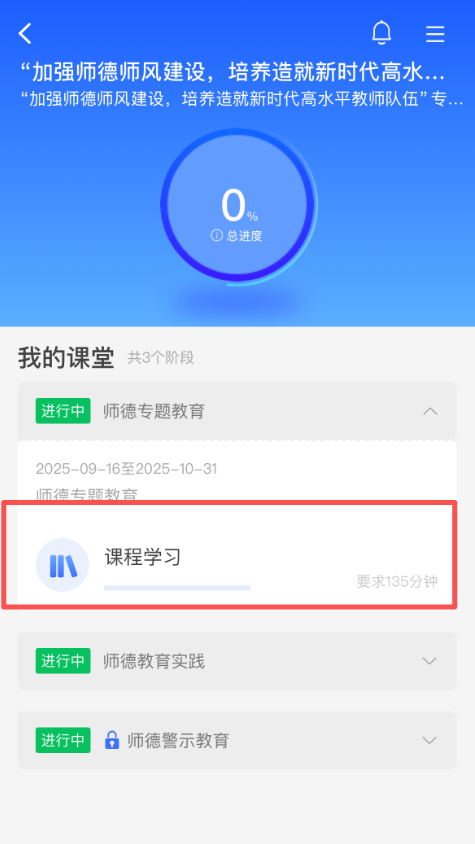 “加强师德师风建设，培养造就新时代高水...
“加强师德师风建设，培养造就新时代高水平教师队伍”专...
0%
总进度
我的课堂 共3个阶段
进行中 师德专题教育
2025-09-16至2025-10-31
师德专题教育
课程学习
要求135分钟
进行中 师德教育实践
进行中 师德警示教育